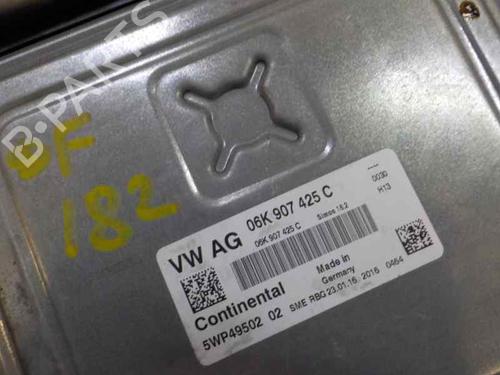 B-PARTS
OF
182
VW AG 06K 907 425 C
06K 907 425 C Simos 18.2
0030
H13
Continental Made in
Germany
5WP49502 02 SME RBG 23.01.16, 2016 0464